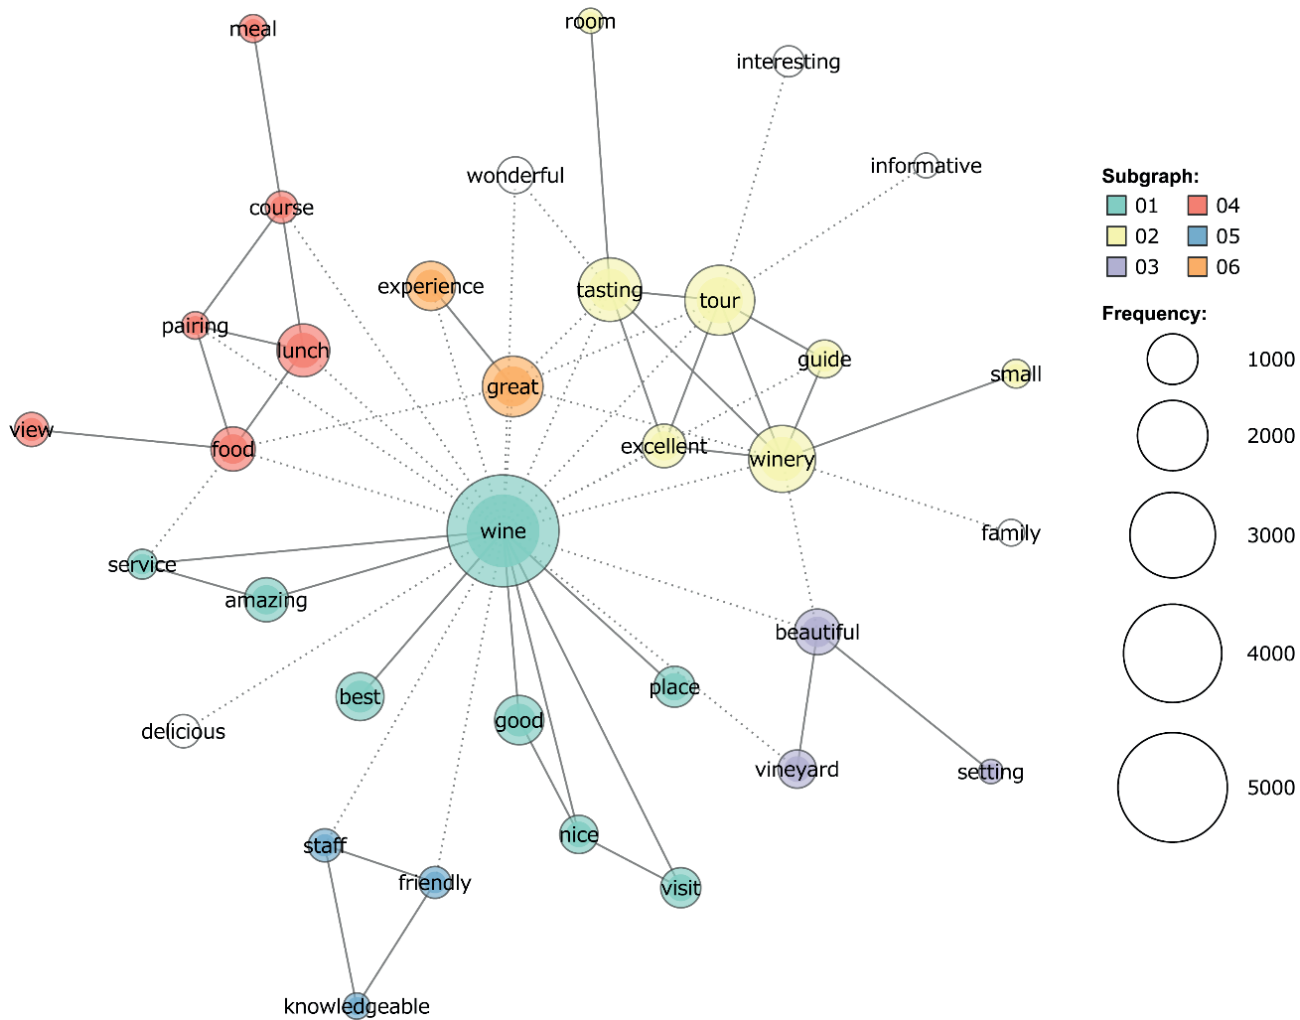 meal
room
interesting
wonderful
informative
course
experience
tasting
tour
pairing
lunch
great
guide
small
view
food
excellent
winery
wine
family
service
amazing
beautiful
best
good
place
delicious
vineyard
setting
staff
nice
friendly
visit
knowledgeable
Subgraph:
01 04
02 05
03 06
Frequency:
1000
2000
3000
4000
5000